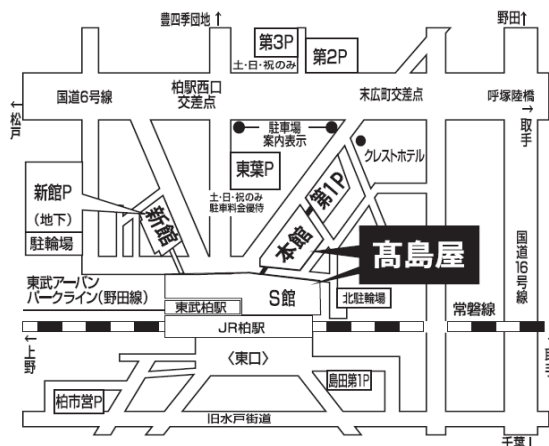 豊四季団地↑
野田↑
第3P
土・日・祝のみ
第2P
国道6号線
柏駅西口
交差点
末広町交差点
呼塚陸橋
←松戸
→取手
駐車場
案内表示
クレストホテル
東葉P
土・日・祝のみ
駐車料金優待
新館P
(地下)
駐輪場
新館
第1P
本館
髙島屋
国道16号線
東武アーバン
パークライン(野田線)
S館
北駐輪場
東武柏駅
常磐線
JR柏駅
←上野
〈東口〉
→取手
島田第1P
柏市営P
旧水戸街道
千葉↓